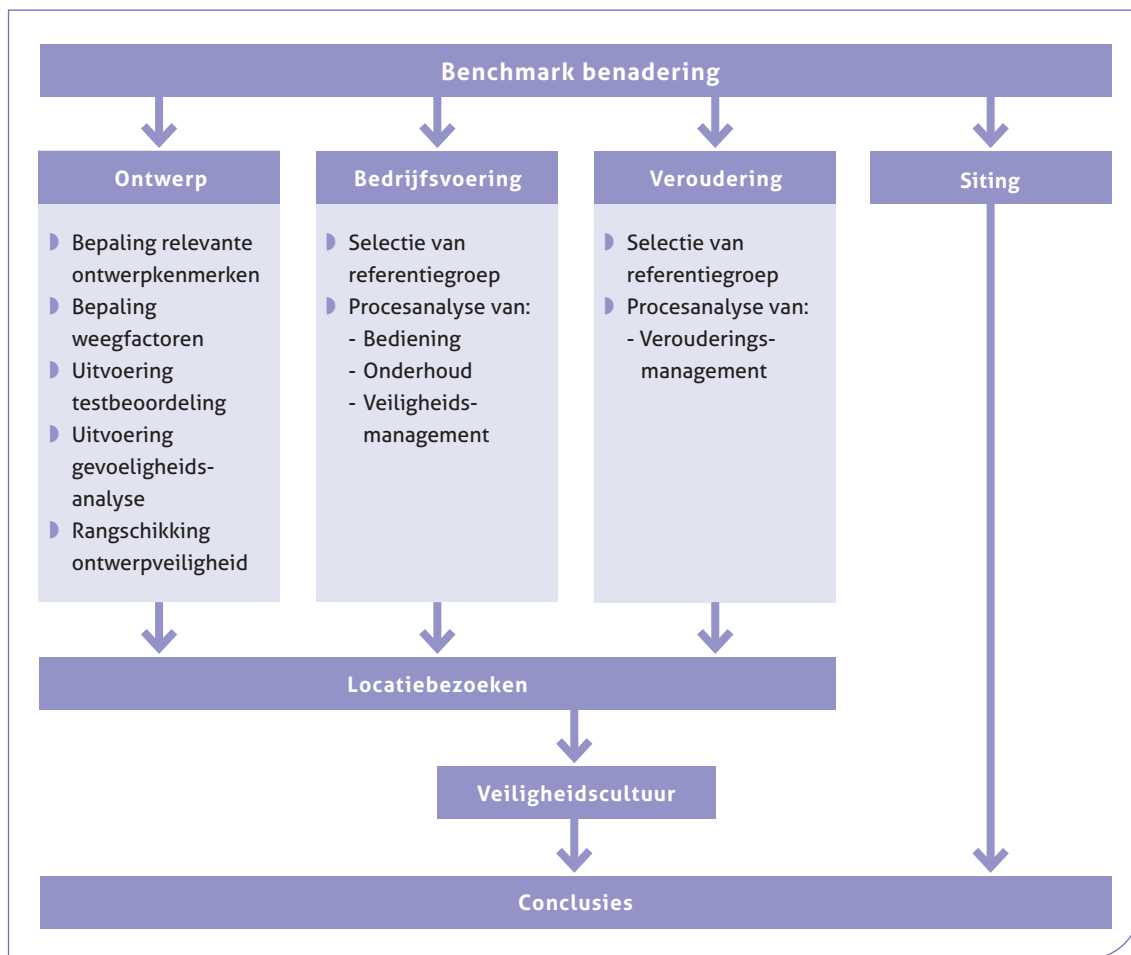 Benchmark benadering
Ontwerp
Bepaling relevante
ontwerpkenmerken
Bepaling
weegfactoren
Uitvoering
testbeoordeling
Uitvoering
gevoeligheids-
analyse
Rangschikking
ontwerpveiligheid
Bedrijfsvoering
Selectie van
referentiegroep
Procesanalyse van:
- Bediening
- Onderhoud
- Veiligheids-
management
Veroudering
Selectie van
referentiegroep
Procesanalyse van:
- Verouderings-
management
Siting
Locatiebezoeken
Veiligheidscultuur
Conclusies